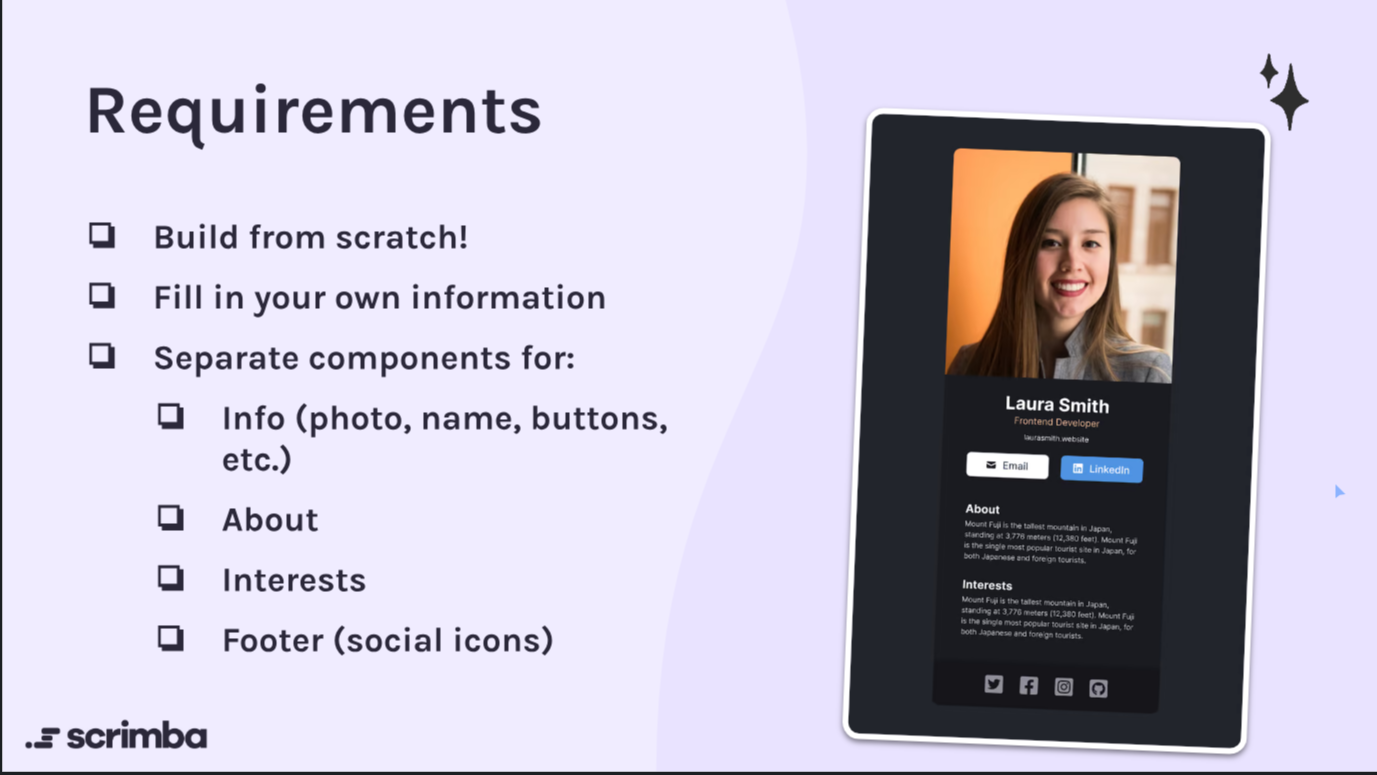 Requirements
Build from scratch!
Fill in your own information
Separate components for:
Info (photo, name, buttons,
etc.)
About
Interests
Footer (social icons)
scrimba
Laura Smith
Frontend Developer
laurasmith.website
Email
LinkedIn
About
Mount Fuji is the tallest mountain in Japan,
standing at 3,776 meters (12,380 feet). Mount Fuji
is the single most popular tourist site in Japan, for
both Japanese and foreign tourists.
Interests
Mount Fuji is the tallest mountain in Japan,
standing at 3,776 meters (12,380 feet). Mount Fuji
is the single most popular tourist site in Japan, for
both Japanese and foreign tourists.